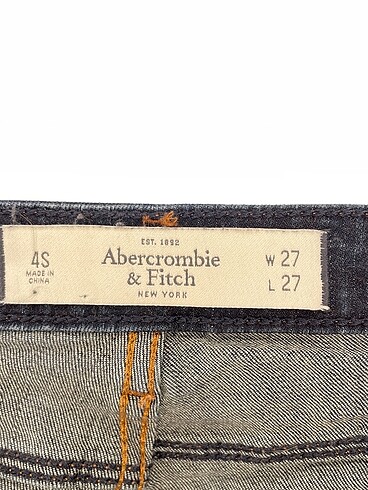 4S
MADE IN
CHINA
EST. 1892
Abercrombie
& Fitch
NEW YORK
W 27
L 27